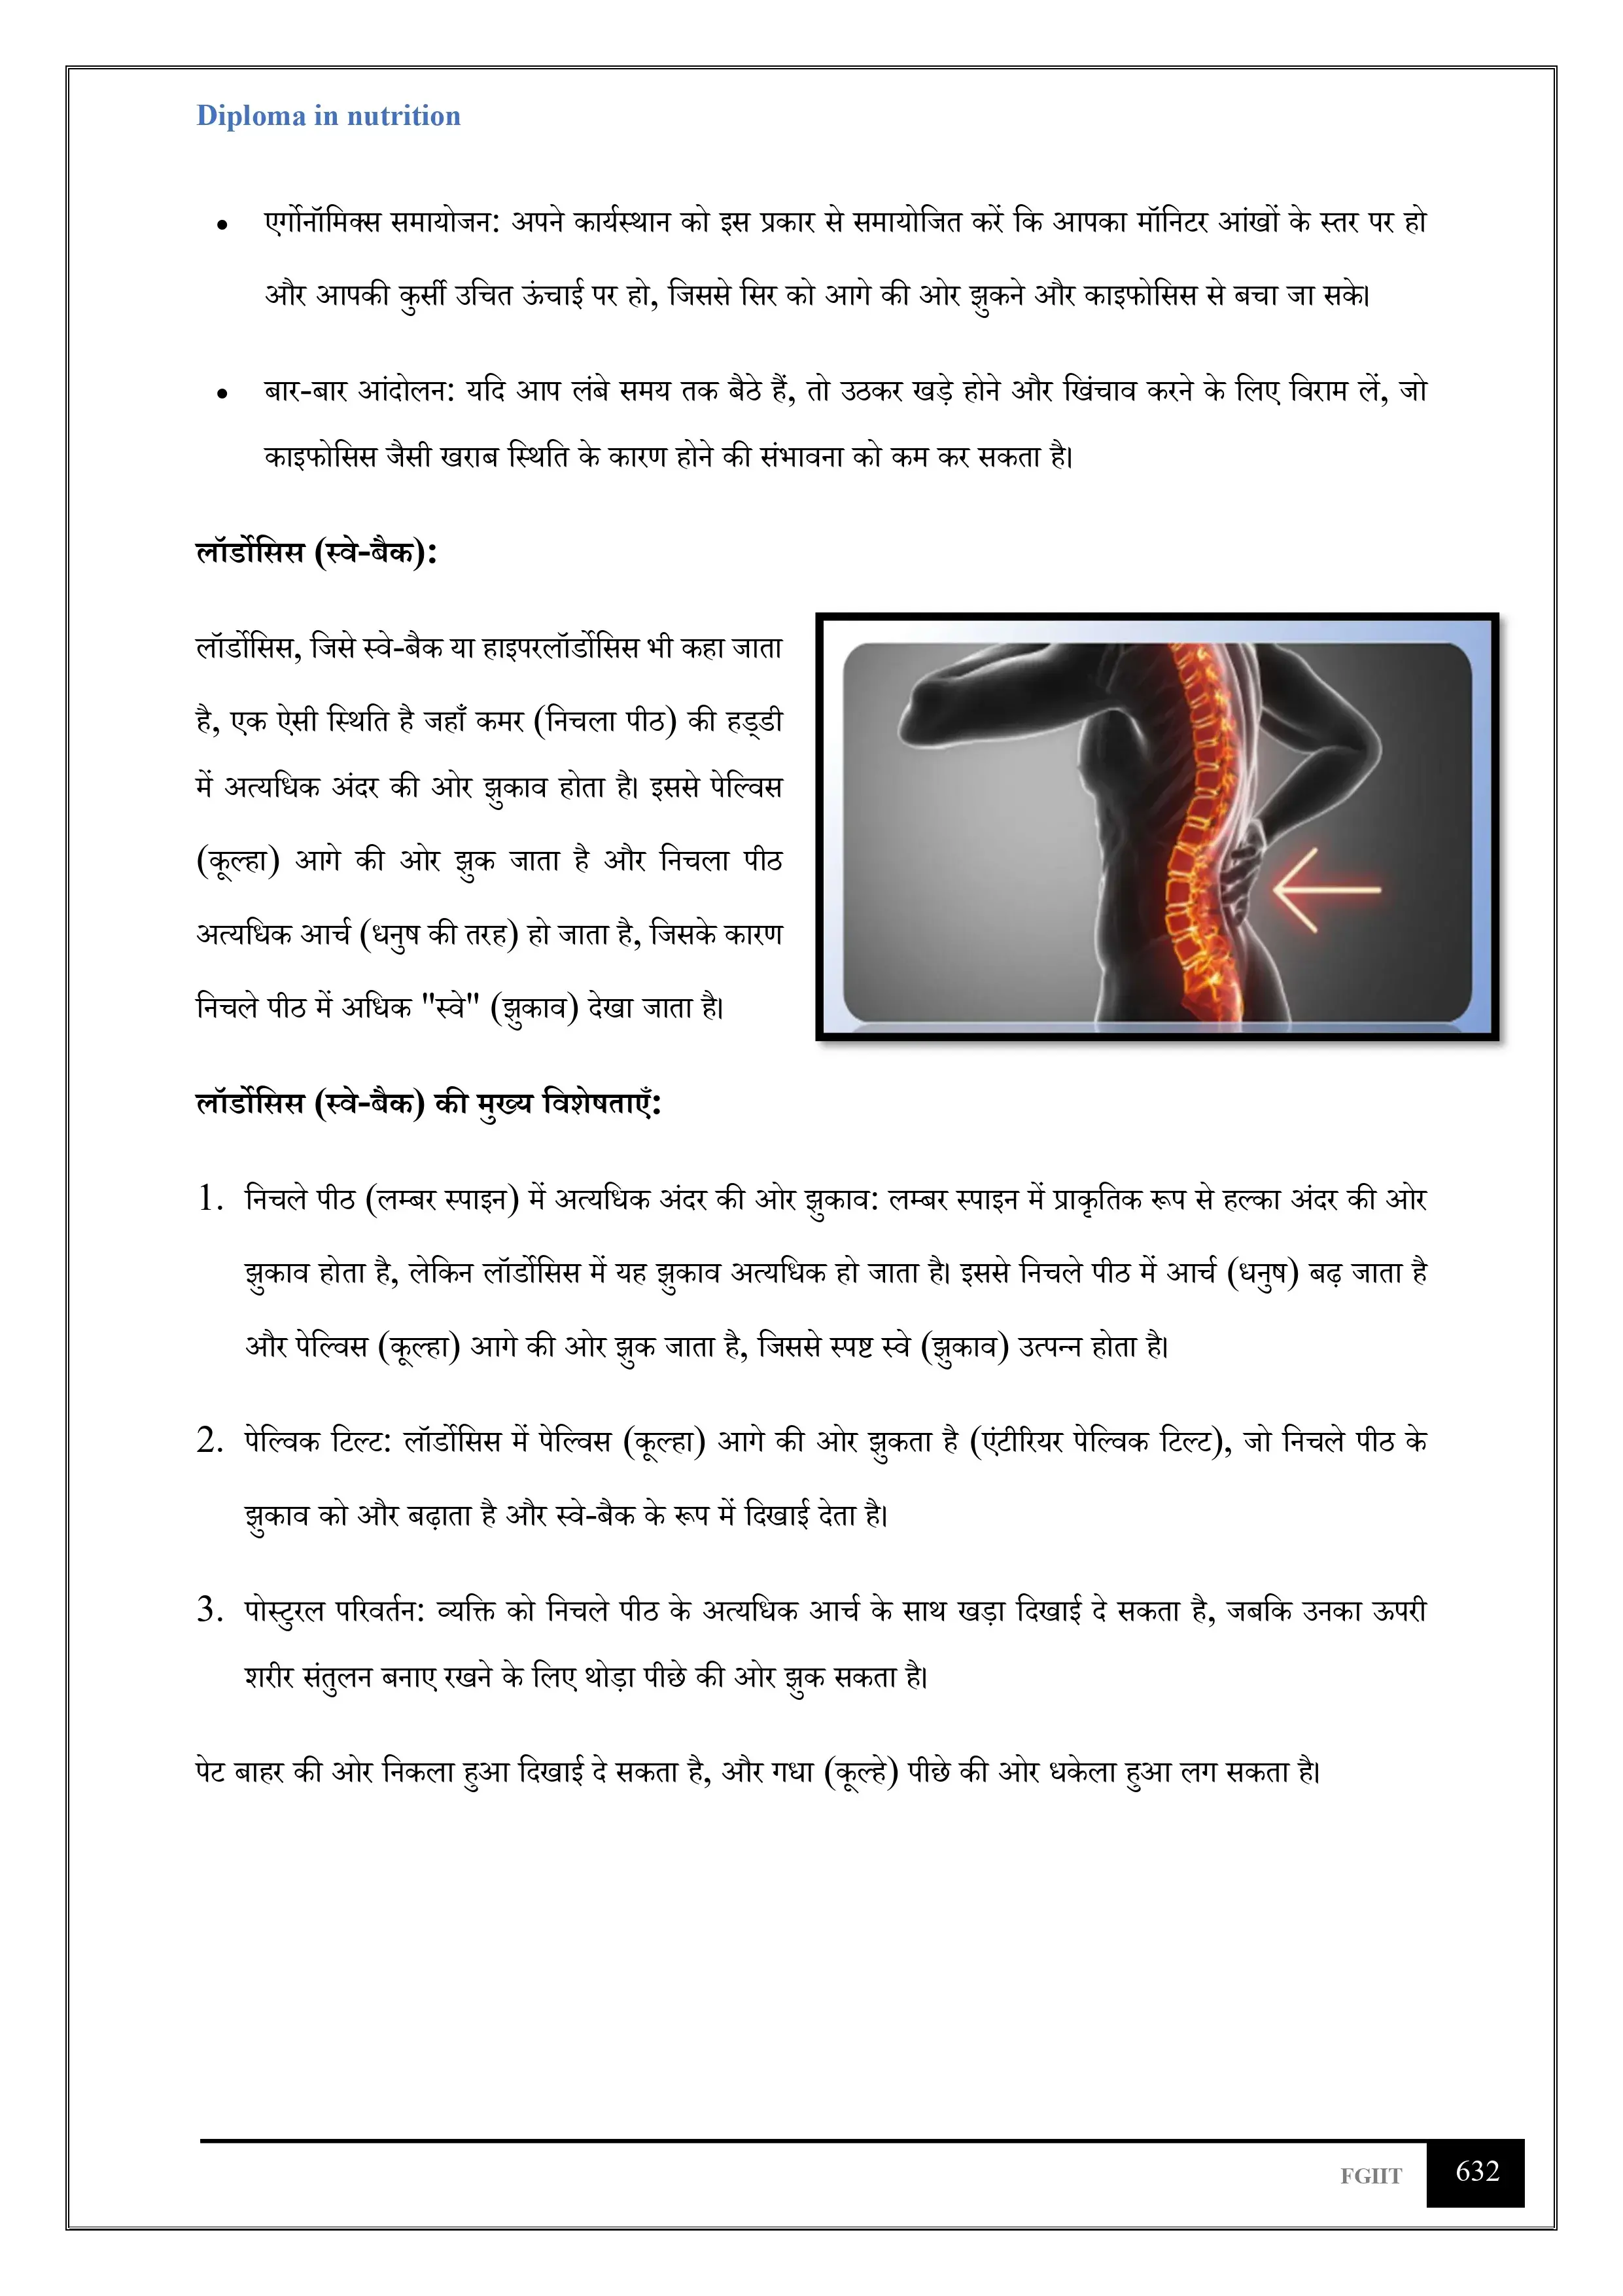 Diploma in nutrition
• एर्गोनॉमिक्स समायोजन: अपने कार्यस्थान को इस प्रकार से समायोजित करें कि आपका मॉनिटर आंखों के स्तर पर हो
और आपकी कुर्सी उचित ऊंचाई पर हो, जिससे सिर को आगे की ओर झुकने और काइफोसिस से बचा जा सके।
• बार-बार आंदोलन: यदि आप लंबे समय तक बैठे हैं, तो उठकर खड़े होने और खिंचाव करने के लिए विराम लें, जो
काइफोसिस जैसी खराब स्थिति के कारण होने की संभावना को कम कर सकता है।
लॉर्डोसिस (स्वे-बैक):
लॉर्डोसिस, जिसे स्वे-बैक या हाइपरलॉर्डोसिस भी कहा जाता
है, एक ऐसी स्थिति है जहाँ कमर (निचला पीठ) की हड्डी
में अत्यधिक अंदर की ओर झुकाव होता है। इससे पेल्विस
(कूल्हा) आगे की ओर झुक जाता है और निचला पीठ
अत्यधिक आर्च (धनुष की तरह) हो जाता है, जिसके कारण
निचले पीठ में अधिक "स्वे" (झुकाव) देखा जाता है।
लॉर्डोसिस (स्वे-बैक) की मुख्य विशेषताएँ:
1. निचले पीठ (लम्बर स्पाइन) में अत्यधिक अंदर की ओर झुकाव: लम्बर स्पाइन में प्राकृतिक रूप से हल्का अंदर की ओर
झुकाव होता है, लेकिन लॉर्डोसिस में यह झुकाव अत्यधिक हो जाता है। इससे निचले पीठ में आर्च (धनुष) बढ़ जाता है
और पेल्विस (कूल्हा) आगे की ओर झुक जाता है, जिससे स्पष्ट स्वे (झुकाव) उत्पन्न होता है।
2. पेल्विक टिल्ट: लॉर्डोसिस में पेल्विस (कूल्हा) आगे की ओर झुकता है (एंटीरियर पेल्विक टिल्ट), जो निचले पीठ के
झुकाव को और बढ़ाता है और स्वे-बैक के रूप में दिखाई देता है।
3. पोस्टुरल परिवर्तन: व्यक्ति को निचले पीठ के अत्यधिक आर्च के साथ खड़ा दिखाई दे सकता है, जबकि उनका ऊपरी
शरीर संतुलन बनाए रखने के लिए थोड़ा पीछे की ओर झुक सकता है।
पेट बाहर की ओर निकला हुआ दिखाई दे सकता है, और गधा (कूल्हे) पीछे की ओर धकेला हुआ लग सकता है।
FGIIT 632